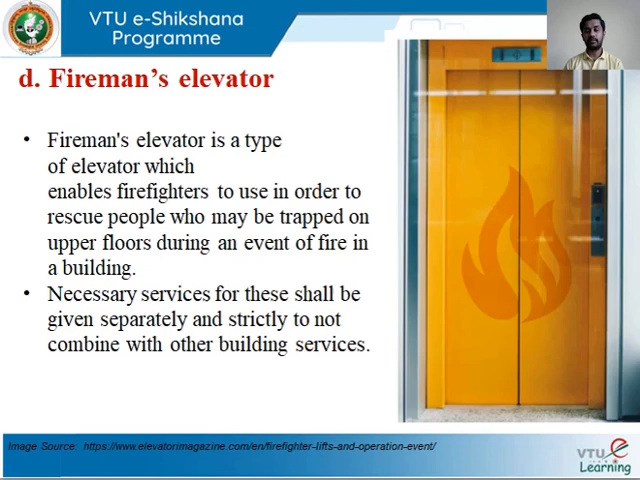 VTU e-Shikshana
Programme
d. Fireman's elevator
• Fireman's elevator is a type
of elevator which
enables firefighters to use in order to
rescue people who may be trapped on
upper floors during an event of fire in
a building.
• Necessary services for these shall be
given separately and strictly to not
combine with other building services.
Image Source: https://www.elevatorimagazine.com/en/firefighter-lifts-and-operation-event/
VTU e
Learning